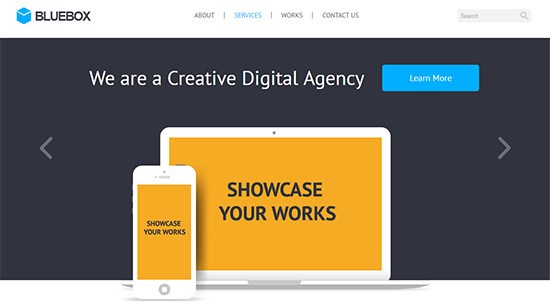 BLUEBOX
ABOUT | SERVICES | WORKS | CONTACT US
Search
We are a Creative Digital Agency
Learn More
SHOWCASE
YOUR WORKS
SHOWCASE
YOUR WORKS